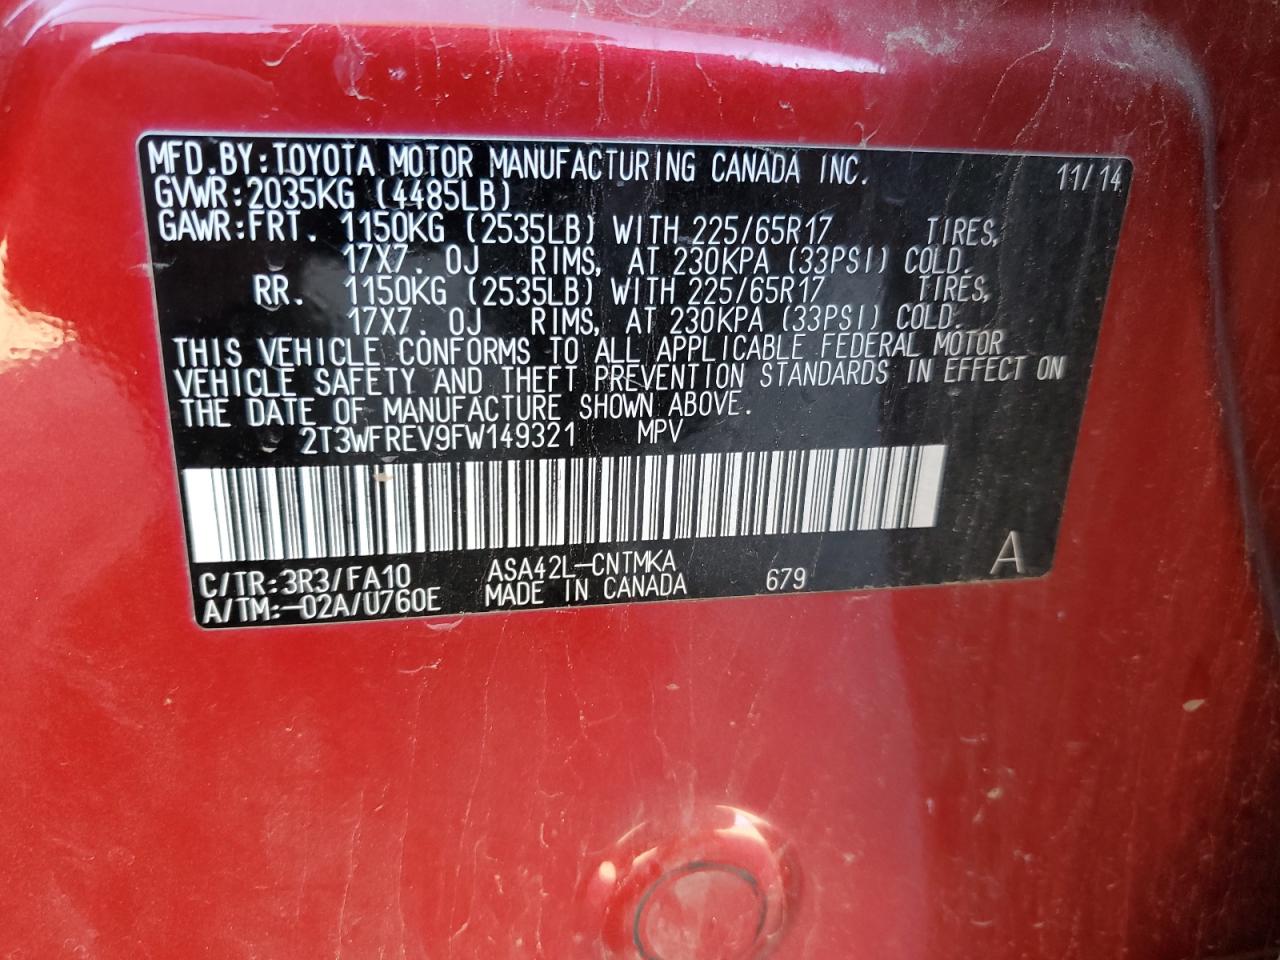 MFD.BY:TOYOTA MOTOR MANUFACTURING CANADA INC. 11/14
GVWR:2035KG (4485LB)
GAWR:FRT. 1150KG (2535LB) WITH 225/65R17 TIRES,
17X7.0J RIMS, AT 230KPA (33PSI) COLD.
RR. 1150KG (2535LB) WITH 225/65R17 TIRES,
17X7.0J RIMS, AT 230KPA (33PSI) COLD.
THIS VEHICLE CONFORMS TO ALL APPLICABLE FEDERAL MOTOR
VEHICLE SAFETY AND THEFT PREVENTION STANDARDS IN EFFECT ON
THE DATE OF MANUFACTURE SHOWN ABOVE.
2T3WFREV9FW149321 MPV
C/TR:3R3/FA10 ASA42L-CNTMKA
A/TM:-02A/U760E MADE IN CANADA 679 A